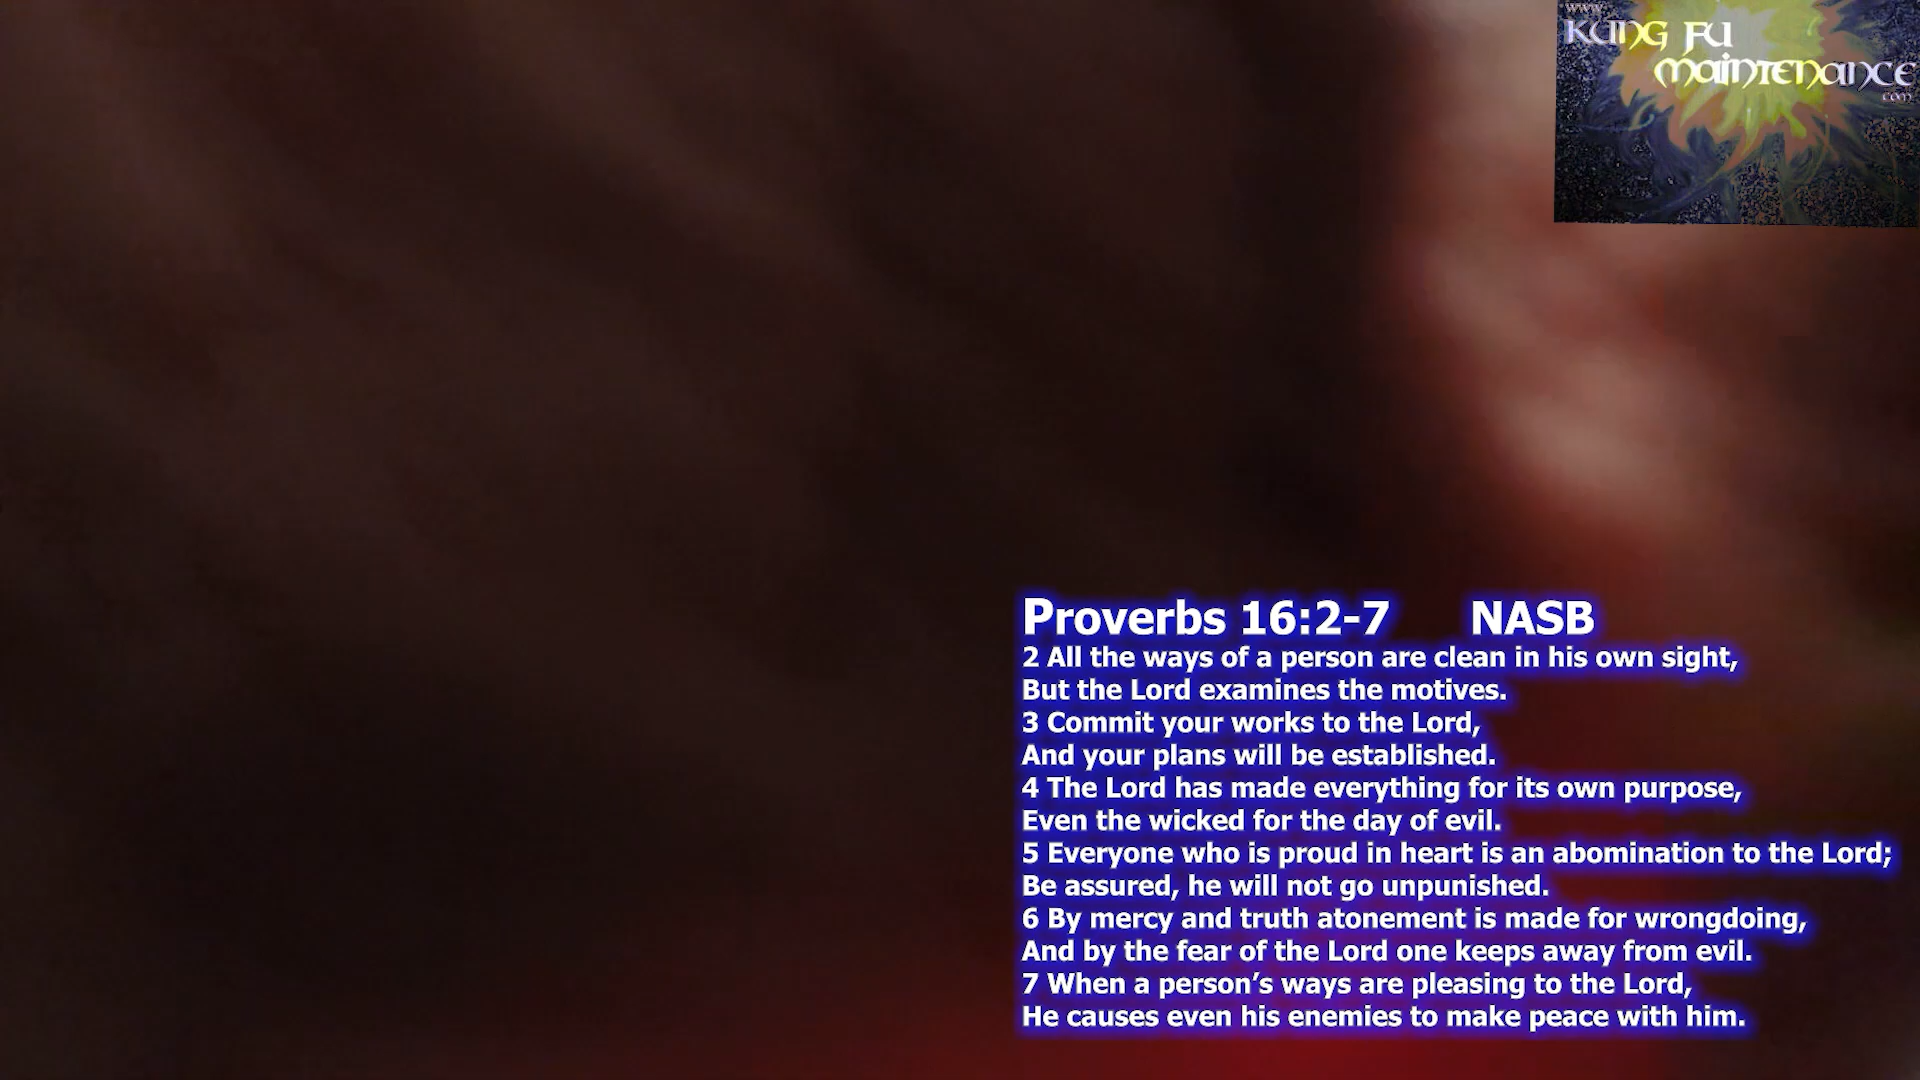 www
Kung Fu
Maintenance
.com
Proverbs 16:2-7 NASB
2 All the ways of a person are clean in his own sight,
But the Lord examines the motives.
3 Commit your works to the Lord,
And your plans will be established.
4 The Lord has made everything for its own purpose,
Even the wicked for the day of evil.
5 Everyone who is proud in heart is an abomination to the Lord;
Be assured, he will not go unpunished.
6 By mercy and truth atonement is made for wrongdoing,
And by the fear of the Lord one keeps away from evil.
7 When a person’s ways are pleasing to the Lord,
He causes even his enemies to make peace with him.